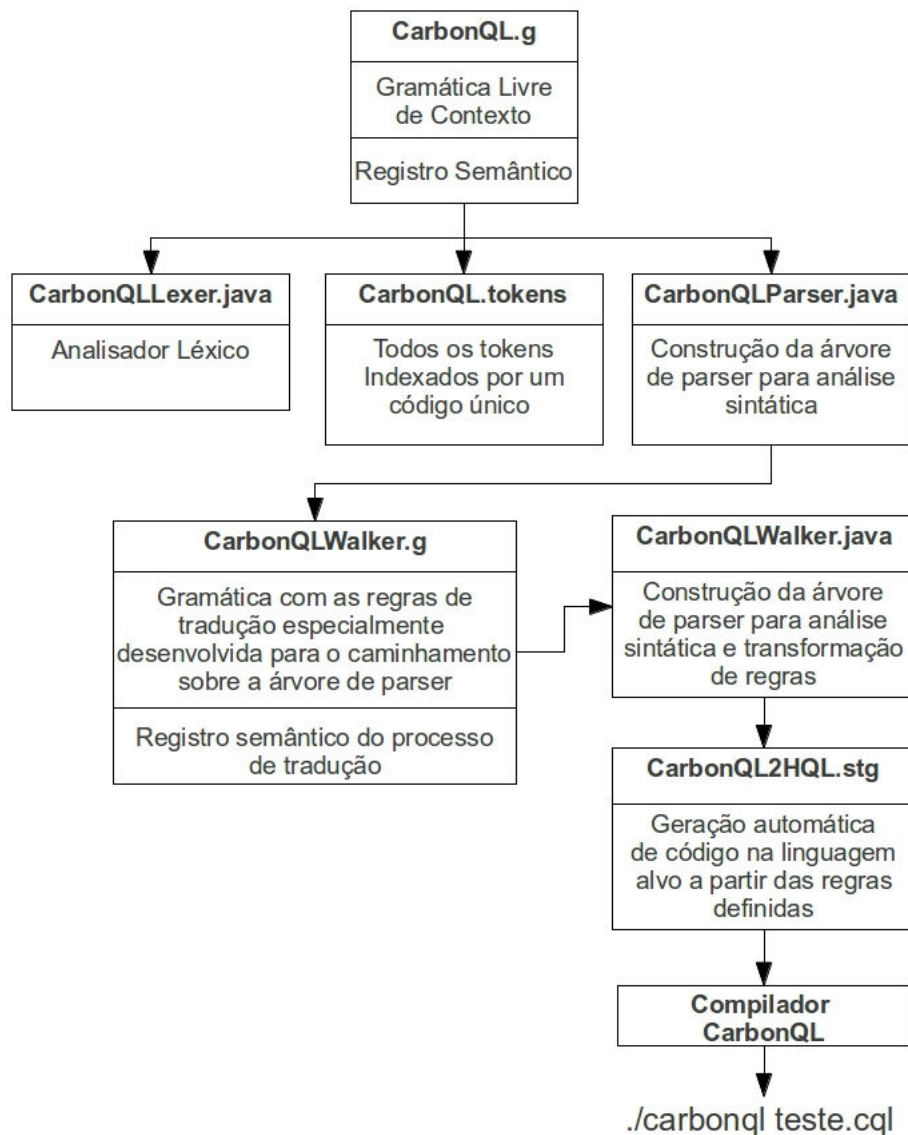 CarbonQL.g
Gramática Livre
de Contexto
Registro Semântico
CarbonQLLexer.java
Analisador Léxico
CarbonQL.tokens
Todos os tokens
Indexados por um
código único
CarbonQLParser.java
Construção da árvore
de parser para análise
sintática
CarbonQLWalker.g
Gramática com as regras de
tradução especialmente
desenvolvida para o caminhamento
sobre a árvore de parser
Registro semântico do processo
de tradução
CarbonQLWalker.java
Construção da árvore
de parser para análise
sintática e transformação
de regras
CarbonQL2HQL.stg
Geração automática
de código na linguagem
alvo a partir das regras
definidas
Compilador
CarbonQL
./carbonql teste.cql